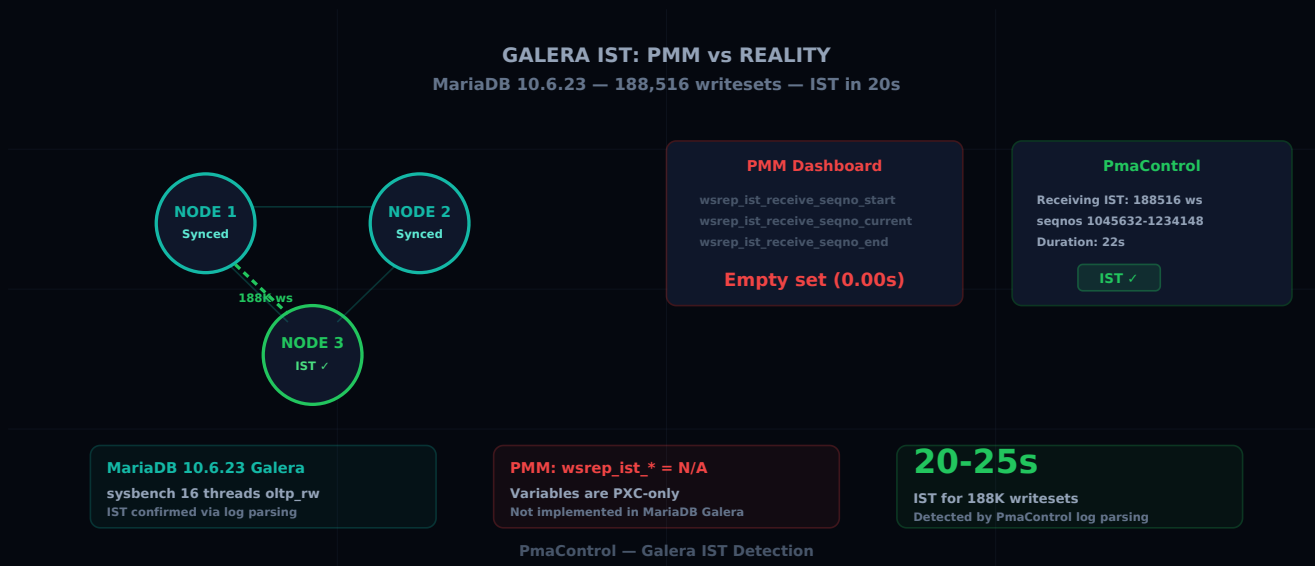 GALERA IST: PMM vs REALITY
MariaDB 10.6.23 — 188,516 writesets — IST in 20s
NODE 1
Synced
NODE 2
Synced
188K ws
NODE 3
IST ✓
PMM Dashboard
wsrep_ist_receive_seqno_start
wsrep_ist_receive_seqno_current
wsrep_ist_receive_seqno_end
Empty set (0.00s)
PmaControl
Receiving IST: 188516 ws
seqnos 1045632-1234148
Duration: 22s
IST ✓
MariaDB 10.6.23 Galera
sysbench 16 threads oltp_rw
IST confirmed via log parsing
PMM: wsrep_ist_* = N/A
Variables are PXC-only
Not implemented in MariaDB Galera
20-25s
IST for 188K writesets
Detected by PmaControl log parsing
PmaControl — Galera IST Detection